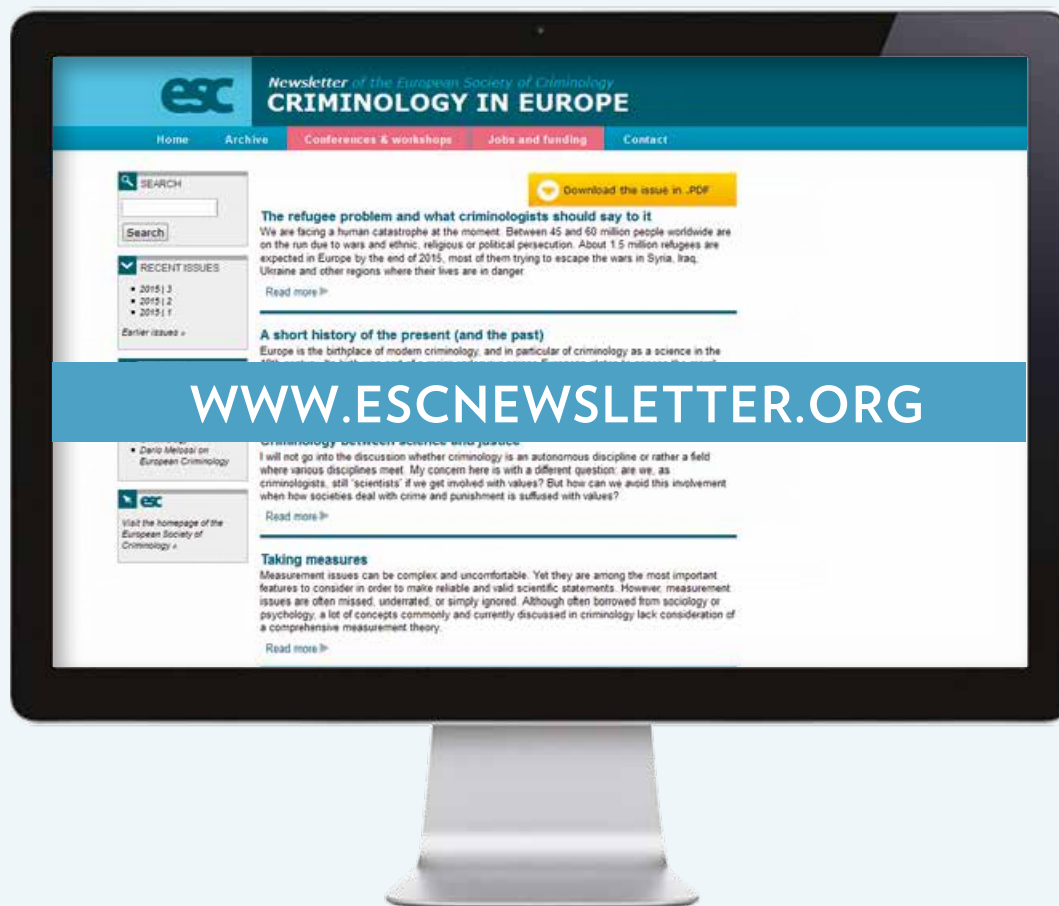 esc
Newsletter of the European Society of Criminology
CRIMINOLOGY IN EUROPE
Home Archive Conferences & workshops Jobs and funding Contact
SEARCH
Search
RECENT ISSUES
2015 | 3
2015 | 2
2015 | 1
Earlier issues »
Download the issue in .PDF
The refugee problem and what criminologists should say to it
We are facing a human catastrophe at the moment. Between 45 and 60 million people worldwide are
on the run due to wars and ethnic, religious or political persecution. About 1.5 million refugees are
expected in Europe by the end of 2015, most of them trying to escape the wars in Syria, Iraq,
Ukraine and other regions where their lives are in danger.
Read more
A short history of the present (and the past)
Europe is the birthplace of modern criminology, and in particular of criminology as a science in the
WWW.ESCNEWSLETTER.ORG
Dario Melossi on
European Criminology
esc
Visit the homepage of the
European Society of
Criminology »
Criminology between science and justice
I will not go into the discussion whether criminology is an autonomous discipline or rather a field
where various disciplines meet. My concern here is with a different question: are we, as
criminologists, still 'scientists' if we get involved with values? But how can we avoid this involvement
when how societies deal with crime and punishment is suffused with values?
Read more
Taking measures
Measurement issues can be complex and uncomfortable. Yet they are among the most important
features to consider in order to make reliable and valid scientific statements. However, measurement
issues are often missed, underrated, or simply ignored. Although often borrowed from sociology or
psychology, a lot of concepts commonly and currently discussed in criminology lack consideration of
a comprehensive measurement theory.
Read more